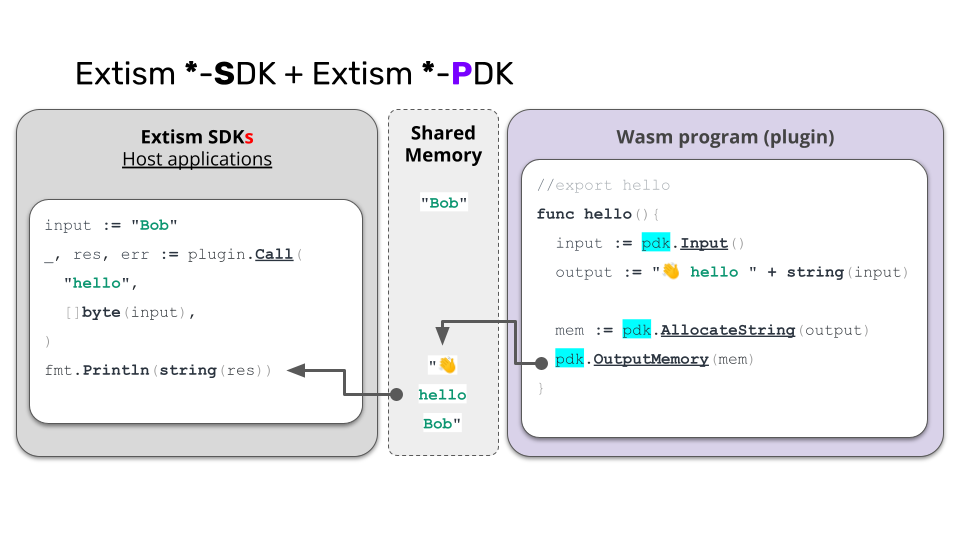 Extism *-SDK + Extism *-PDK
Extism SDKs
Host applications
input := "Bob"
_, res, err := plugin.Call(
"hello",
[]byte(input),
)
fmt.Println(string(res))
Shared
Memory
"Bob"
"👋
hello
Bob"
Wasm program (plugin)
//export hello
func hello(){
input := pdk.Input()
output := "👋 hello " + string(input)
mem := pdk.AllocateString(output)
pdk.OutputMemory(mem)
}